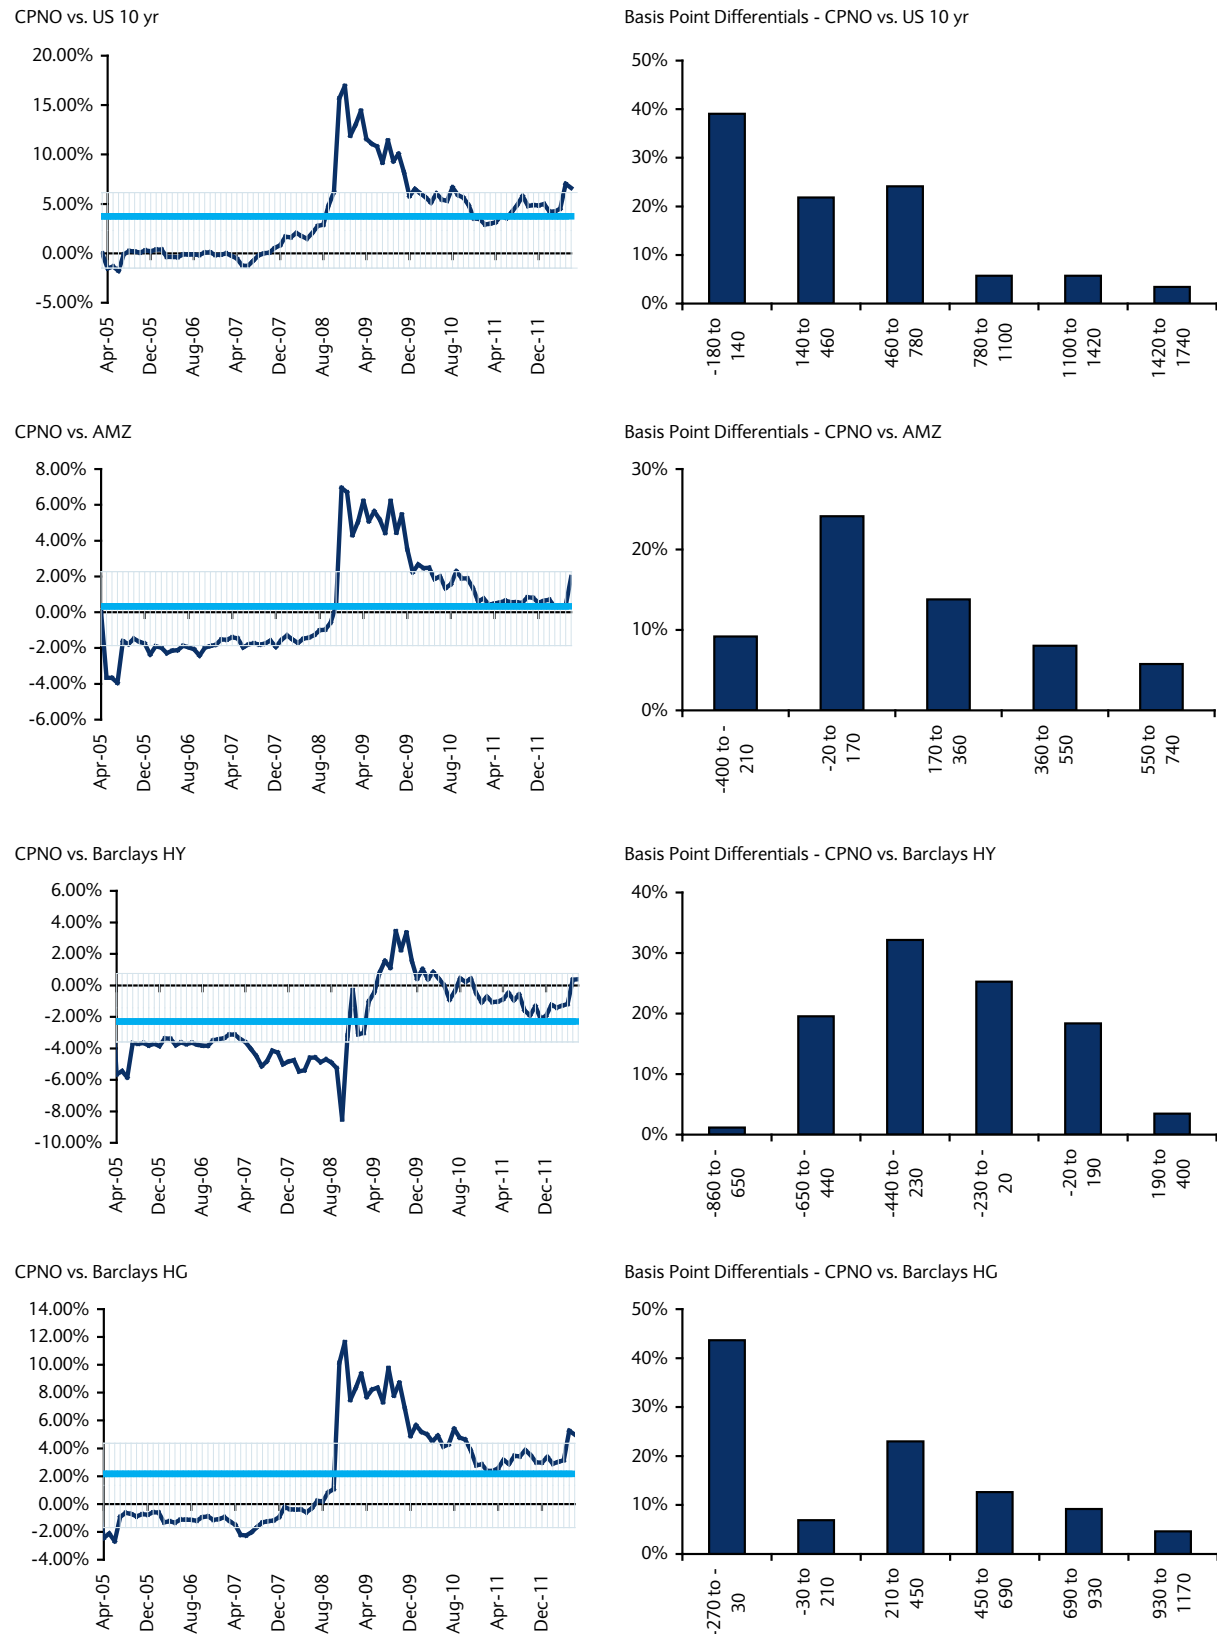 CPNO vs. US 10 yr
20.00%
15.00%
10.00%
5.00%
0.00%
-5.00%
Apr-05
Dec-05
Aug-06
Apr-07
Dec-07
Aug-08
Apr-09
Dec-09
Aug-10
Apr-11
Dec-11
Basis Point Differentials - CPNO vs. US 10 yr
50%
40%
30%
20%
10%
0%
-180 to
140
140 to
460
460 to
780
780 to
1100
1100 to
1420
1420 to
1740
CPNO vs. AMZ
8.00%
6.00%
4.00%
2.00%
0.00%
-2.00%
-4.00%
-6.00%
Apr-05
Dec-05
Aug-06
Apr-07
Dec-07
Aug-08
Apr-09
Dec-09
Aug-10
Apr-11
Dec-11
Basis Point Differentials - CPNO vs. AMZ
30%
20%
10%
0%
-400 to -
210
-20 to
170
170 to
360
360 to
550
550 to
740
CPNO vs. Barclays HY
6.00%
4.00%
2.00%
0.00%
-2.00%
-4.00%
-6.00%
-8.00%
-10.00%
Apr-05
Dec-05
Aug-06
Apr-07
Dec-07
Aug-08
Apr-09
Dec-09
Aug-10
Apr-11
Dec-11
Basis Point Differentials - CPNO vs. Barclays HY
40%
30%
20%
10%
0%
-860 to -
650
-650 to -
440
-440 to -
230
-230 to -
20
-20 to
190
190 to
400
CPNO vs. Barclays HG
14.00%
12.00%
10.00%
8.00%
6.00%
4.00%
2.00%
0.00%
-2.00%
-4.00%
Apr-05
Dec-05
Aug-06
Apr-07
Dec-07
Aug-08
Apr-09
Dec-09
Aug-10
Apr-11
Dec-11
Basis Point Differentials - CPNO vs. Barclays HG
50%
40%
30%
20%
10%
0%
-270 to -
30
-30 to
210
210 to
450
450 to
690
690 to
930
930 to
1170